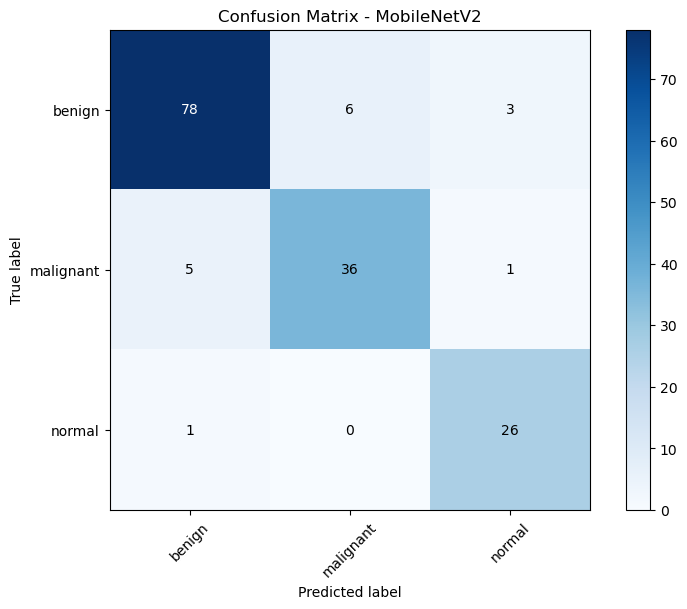 Confusion Matrix - MobileNetV2
True label
benign
malignant
normal
78 6 3
5 36 1
1 0 26
benign malignant normal
Predicted label
70
60
50
40
30
20
10
0